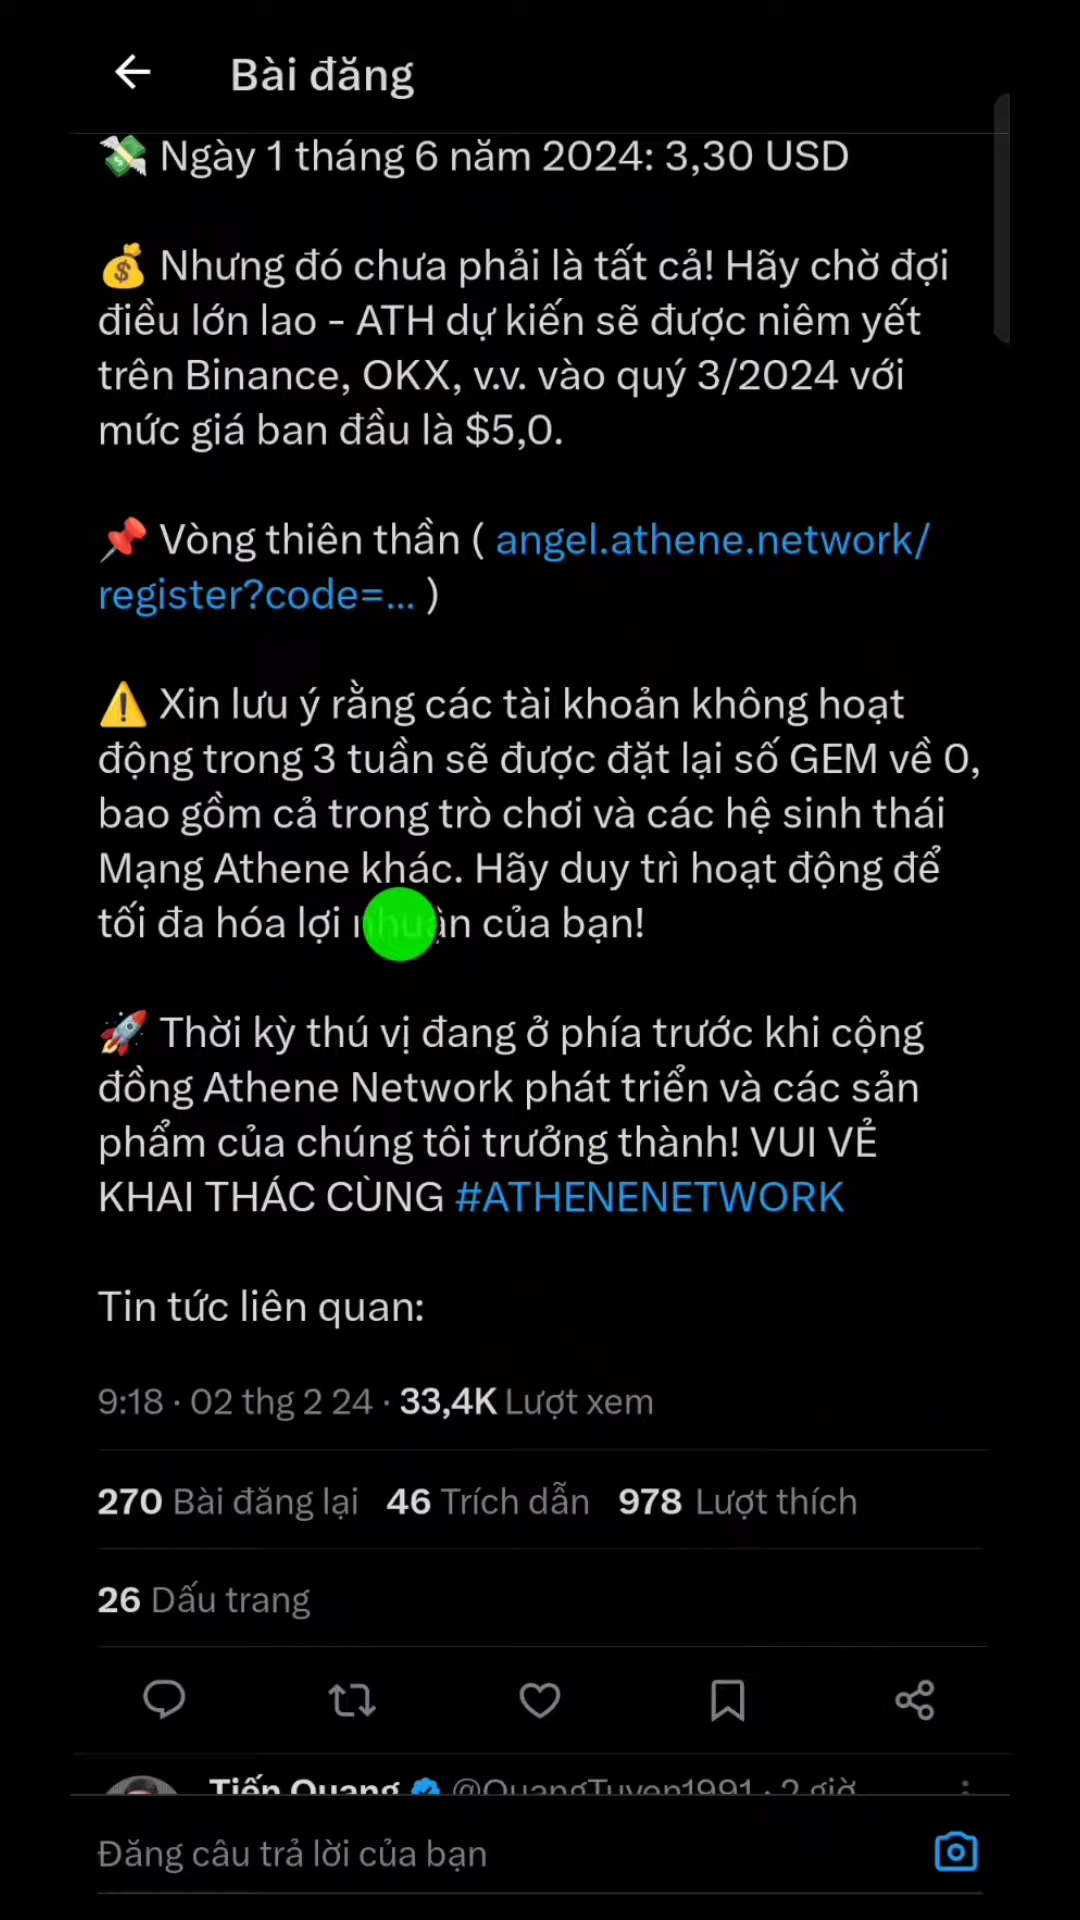 Bài đăng
Ngày 1 tháng 6 năm 2024: 3,30 USD
Nhưng đó chưa phải là tất cả! Hãy chờ đợi
điều lớn lao - ATH dự kiến sẽ được niêm yết
trên Binance, OKX, v.v. vào quý 3/2024 với
mức giá ban đầu là $5,0.
Vòng thiên thần ( angel.athene.network/
register?code=... )
Xin lưu ý rằng các tài khoản không hoạt
động trong 3 tuần sẽ được đặt lại số GEM về 0,
bao gồm cả trong trò chơi và các hệ sinh thái
Mạng Athene khác. Hãy duy trì hoạt động để
tối đa hóa lợi nhuận của bạn!
Thời kỳ thú vị đang ở phía trước khi cộng
đồng Athene Network phát triển và các sản
phẩm của chúng tôi trưởng thành! VUI VẺ
KHAI THÁC CÙNG #ATHENENETWORK
Tin tức liên quan:
9:18 · 02 thg 2 24 · 33,4K Lượt xem
270 Bài đăng lại 46 Trích dẫn 978 Lượt thích
26 Dấu trang
Tiến Quang @QuangTuyen1991 · 2 giờ
Đăng câu trả lời của bạn